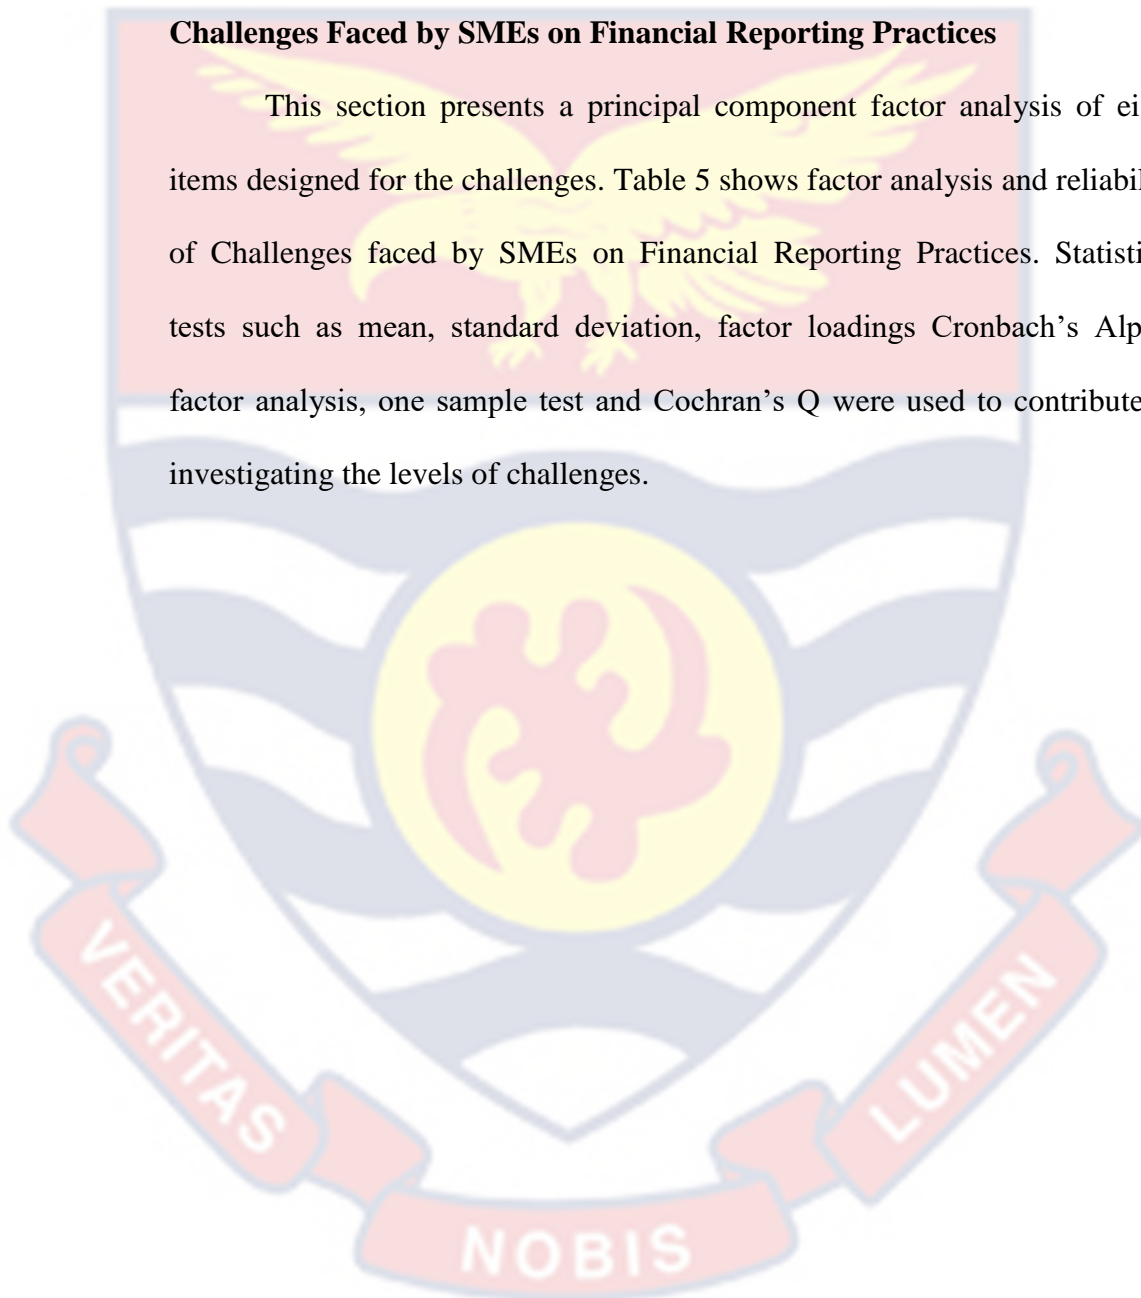 Challenges Faced by SMEs on Financial Reporting Practices
This section presents a principal component factor analysis of ei
items designed for the challenges. Table 5 shows factor analysis and reliabil
of Challenges faced by SMEs on Financial Reporting Practices. Statisti
tests such as mean, standard deviation, factor loadings Cronbach’s Alp
factor analysis, one sample test and Cochran’s Q were used to contribute
investigating the levels of challenges.
VERITAS
NOBIS
LUMEN